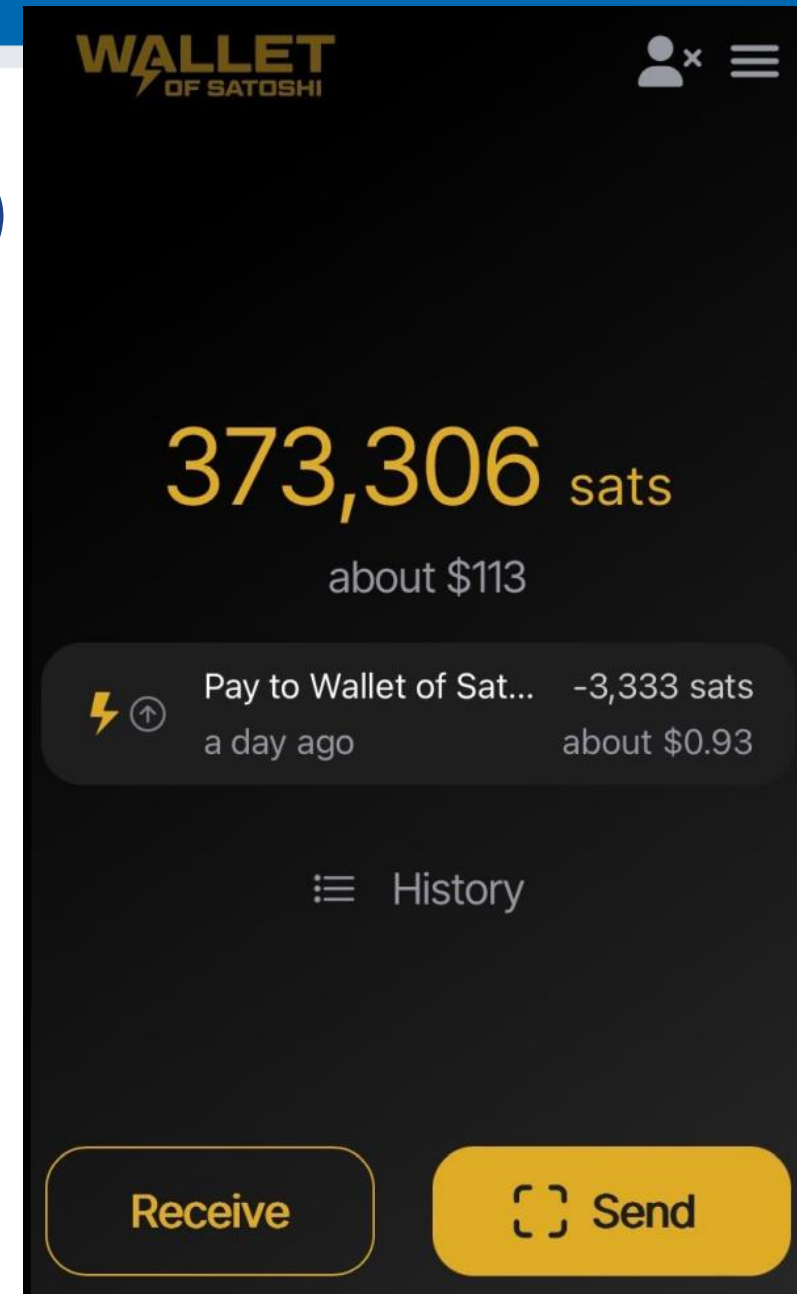 WALLET
OF SATOSHI
373,306 sats
about $113
Pay to Wallet of Sat... -3,333 sats
a day ago about $0.93
History
Receive Send